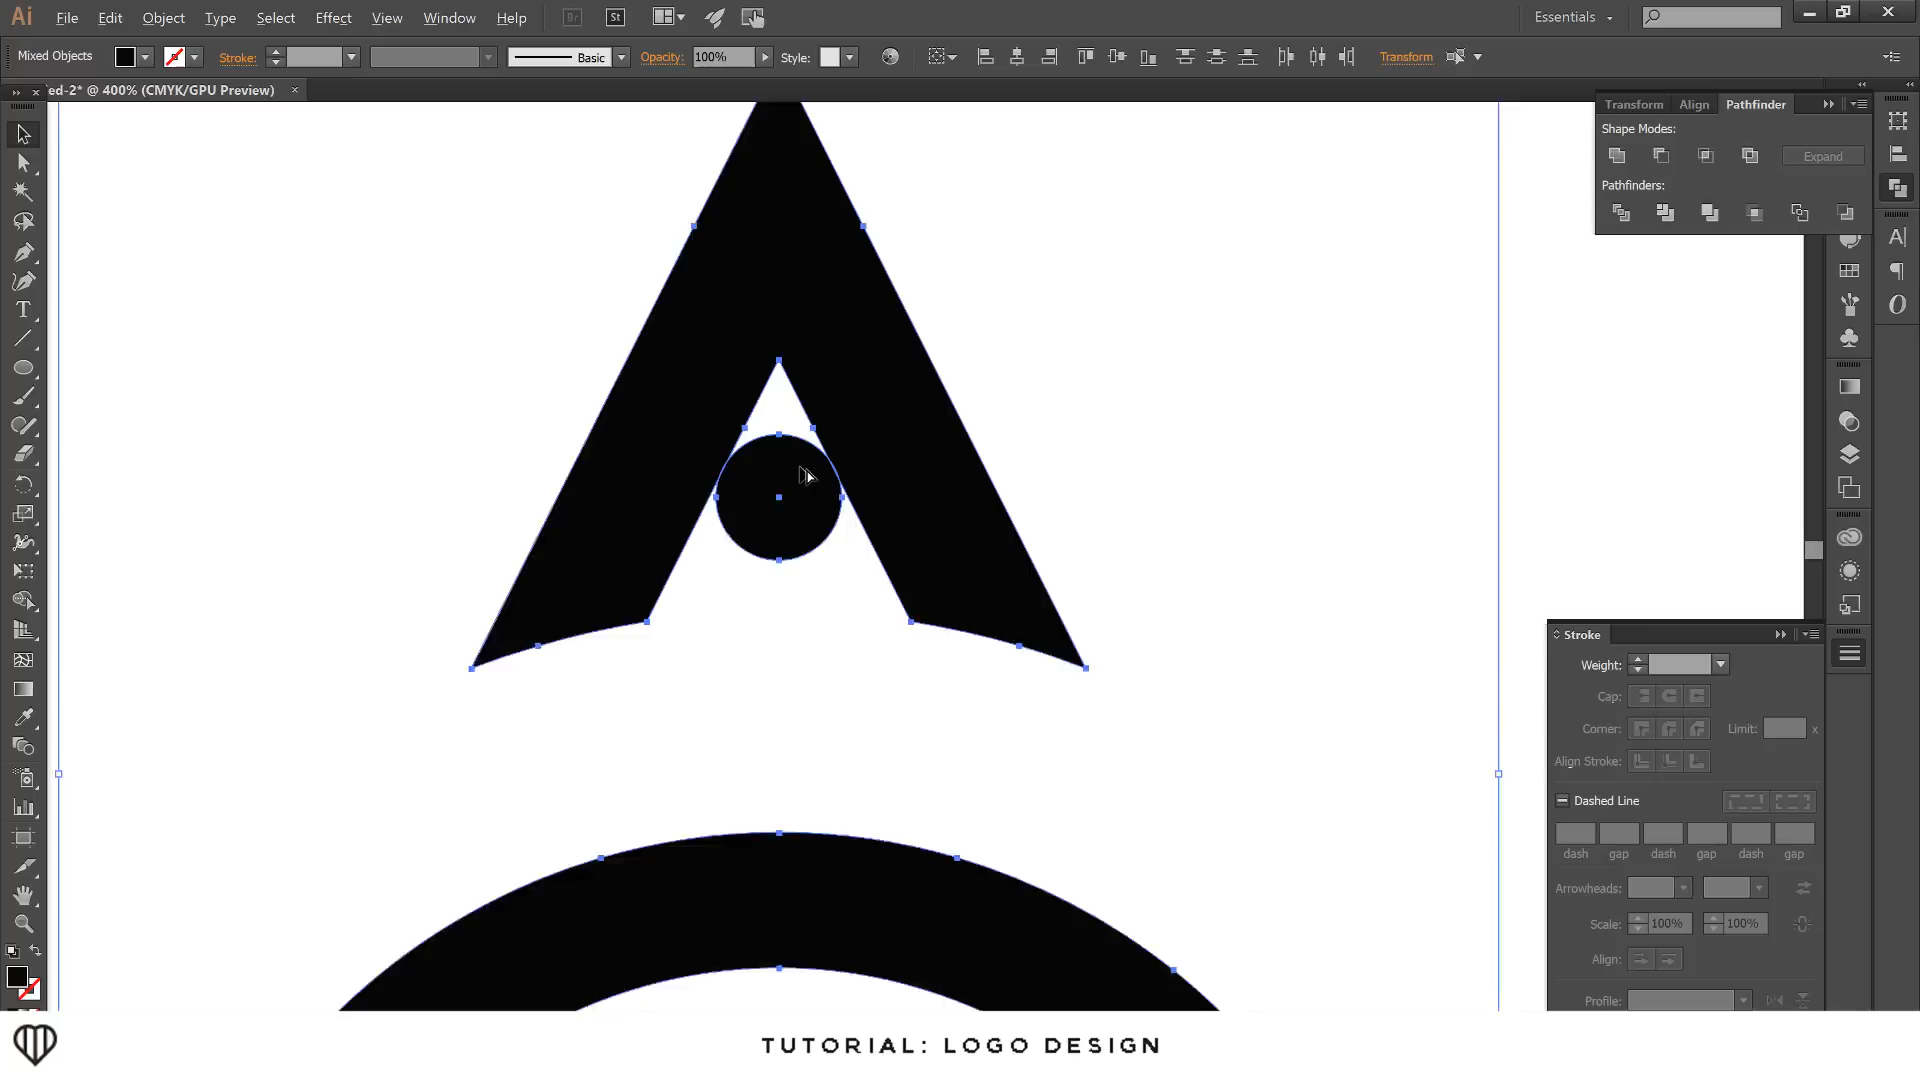 Ai File Edit Object Type Select Effect View Window Help Br St Essentials
Mixed Objects Stroke: Basic Opacity: 100% Style: Transform
ed-2* @ 400% (CMYK/GPU Preview) ×
Transform Align Pathfinder
Shape Modes:
Expand
Pathfinders:
Stroke
Weight:
Cap:
Corner: Limit: x
Align Stroke:
Dashed Line
dash gap dash gap dash gap
Arrowheads:
Scale: 100% 100%
Align:
Profile:
TUTORIAL: LOGO DESIGN